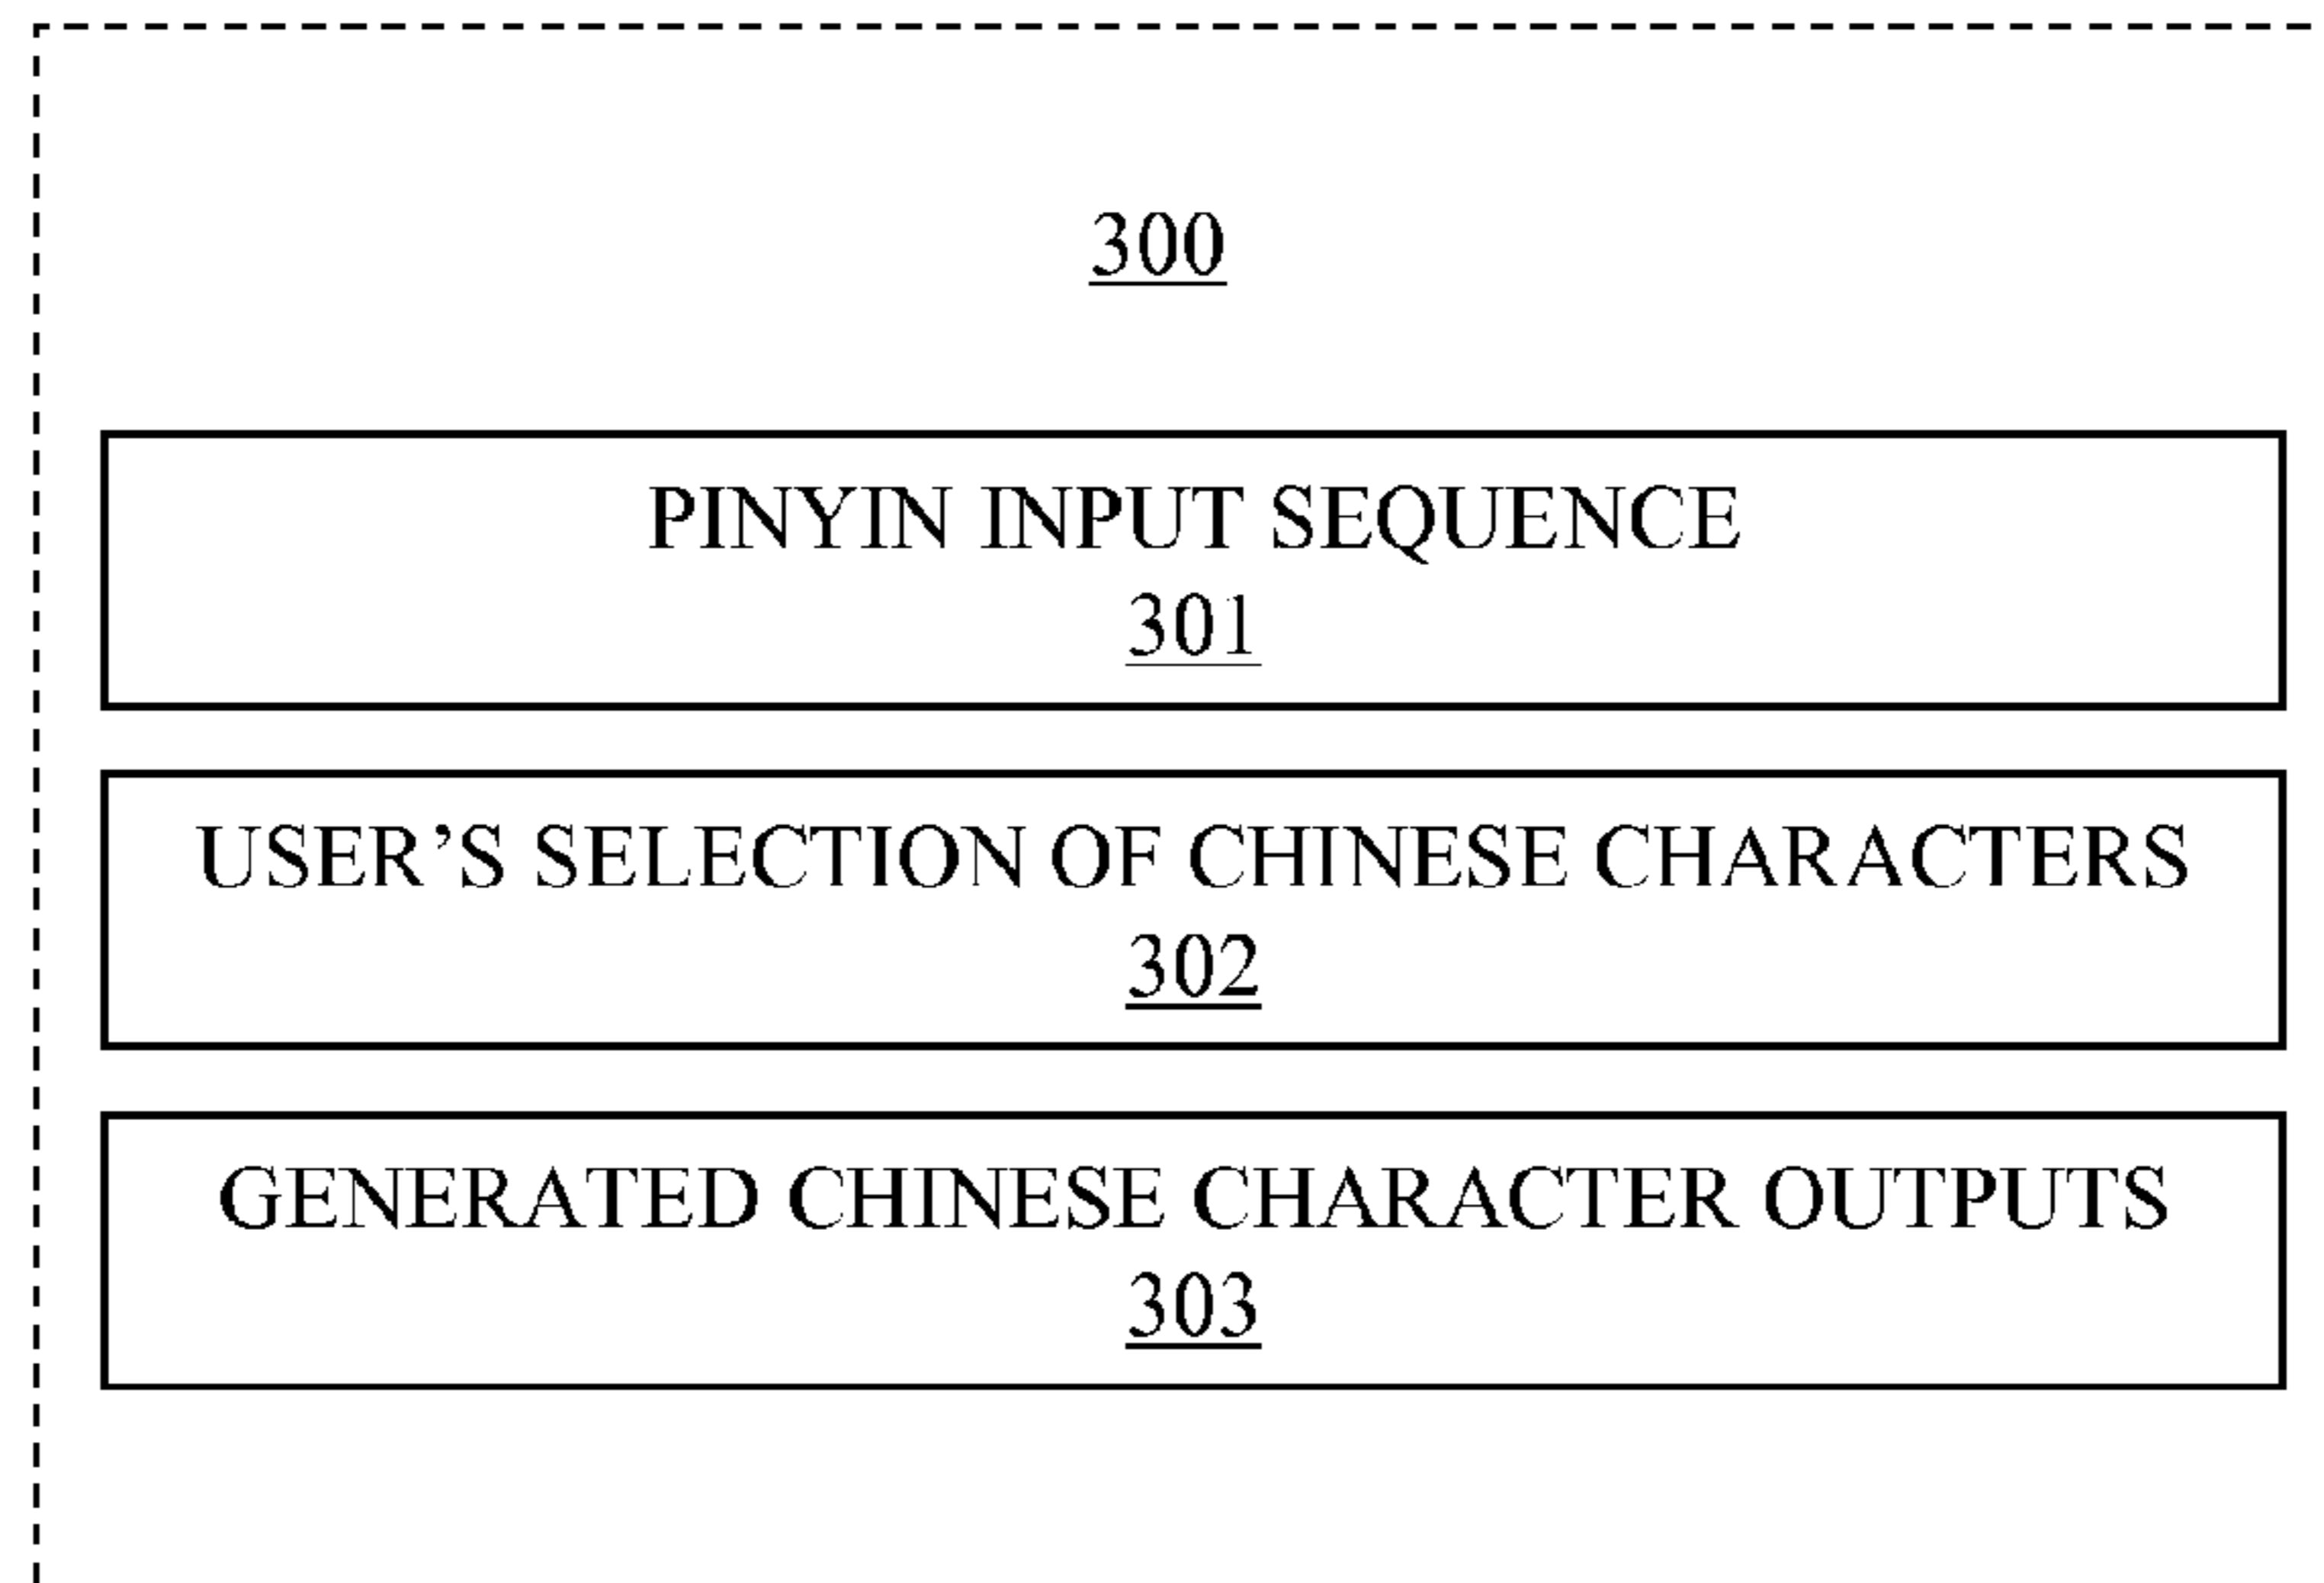 300
PINYIN INPUT SEQUENCE
301
USER’S SELECTION OF CHINESE CHARACTERS
302
GENERATED CHINESE CHARACTER OUTPUTS
303